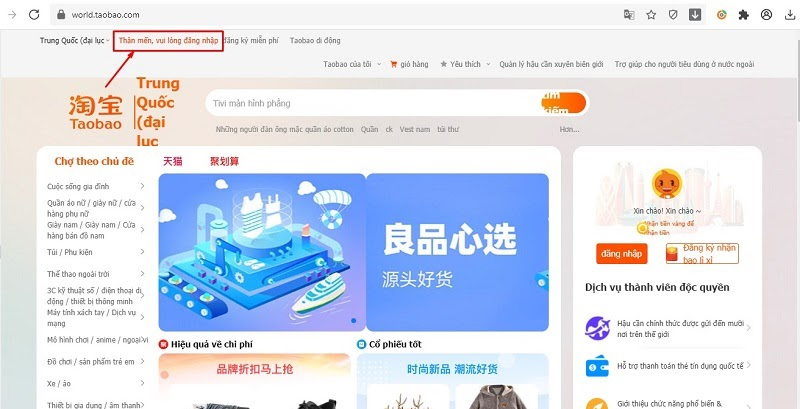 world.taobao.com
Trung Quốc (đại lục
Thân mến, vui lòng đăng nhập
đăng ký miễn phí
Taobao di động
Taobao của tôi
giỏ hàng
Yêu thích
Quản lý hậu cần xuyên biên giới
Trợ giúp cho người tiêu dùng ở nước ngoài
淘宝
Taobao
Trung
Quốc
(đại
lục
Tivi màn hình phẳng
kiếm
Những người đàn ông mặc quần áo cotton
Quần
ck
Vest nam
túi thư
Hơn...
Chợ theo chủ đề
天猫
聚划算
Cuộc sống gia đình
Quần áo nữ / giày nữ / cửa
hàng phụ nữ
Giày nam / Giày nam / Cửa
hàng bán đồ nam
Túi / Phụ kiện
Thể thao ngoài trời
3C kỹ thuật số / điện thoại di
động / thiết bị thông minh
Máy tính xách tay / Dịch vụ
mạng
Mô hình chơi / anime / ngoại vi
Đồ chơi / sản phẩm trẻ em
Xe / áo
Thiết bị gia dụng / âm thanh
良品心选
源头好货
Hiệu quả về chi phí
Cổ phiếu tốt
品牌折扣马上抢
时尚新品 潮流好货
Xin chào! Xin chào ~
Nhận tiền vàng để
nhận tiền
đăng nhập
Đăng ký nhận
bao lì xì
Dịch vụ thành viên độc quyền
Hậu cần chính thức được gửi đến mười
nơi trên thế giới
Hỗ trợ thanh toán thẻ tín dụng quốc tế
Giới thiệu chức năng phổ biến &